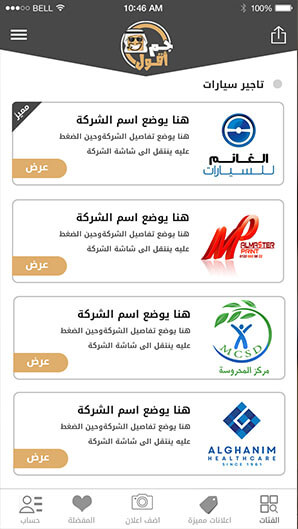 BELL
10:46 AM
100%
جم أقول
تاجير سيارات
مميز
هنا يوضع اسم الشركة
هنا يوضع تفاصيل الشركةوحين الضغط
عليه ينتقل الى شاشة الشركة
عرض
الغانم
للسيارات
هنا يوضع اسم الشركة
هنا يوضع تفاصيل الشركةوحين الضغط
عليه ينتقل الى شاشة الشركة
عرض
MP
ALMASTER
PAINT
هنا يوضع اسم الشركة
هنا يوضع تفاصيل الشركةوحين الضغط
عليه ينتقل الى شاشة الشركة
عرض
MCSD
مركز المحروسة
هنا يوضع اسم الشركة
هنا يوضع تفاصيل الشركةوحين الضغط
عليه ينتقل الى شاشة الشركة
عرض
ALGHANIM
HEALTHCARE
SINCE 1961
الفئات
اعلانات مميزة
اضف اعلان
المفضلة
حساب